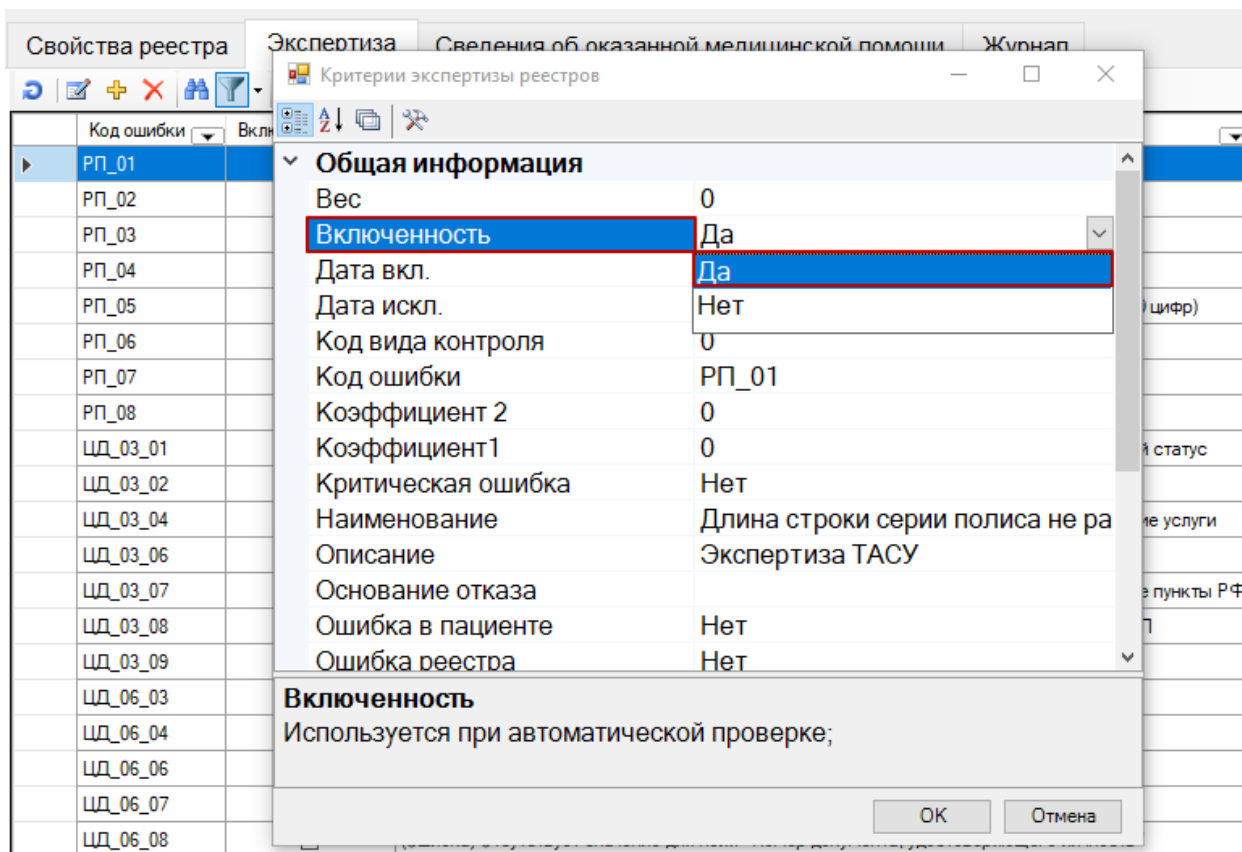 Свойства реестра Экспертиза Сведения об оказанной медицинской помощи Журнал
Критерии экспертизы реестров
Код ошибки Вклю
Общая информация
РП_01
Вес 0
РП_02
Включенность Да
РП_03
Дата вкл. Да
РП_04
Дата искл. Нет
РП_05 цифр)
Код вида контроля 0
РП_06
Код ошибки РП_01
РП_07
Коэффициент 2 0
РП_08
Коэффициент1 0
ЦД_03_01 й статус
Критическая ошибка Нет
ЦД_03_02
Наименование Длина строки серии полиса не ра
ЦД_03_04 ие услуги
Описание Экспертиза ТАСУ
ЦД_03_06
Основание отказа
ЦД_03_07 е пункты РФ
Ошибка в пациенте Нет
ЦД_03_08 П
Ошибка реестра Нет
ЦД_03_09
Включенность
ЦД_06_03
Используется при автоматической проверке;
ЦД_06_04
ЦД_06_06
ЦД_06_07
OK Отмена
ЦД_06_08